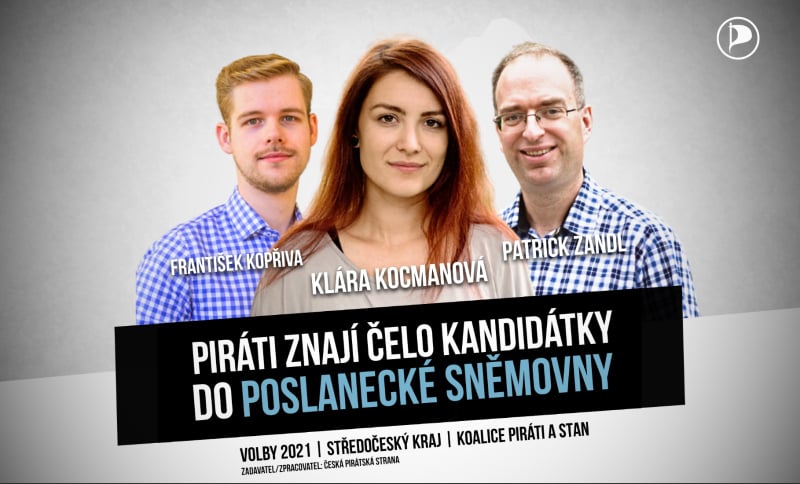 FRANTIŠEK KOPŘIVA
KLÁRA KOCMANOVÁ
PATRICK ZANDL
PIRÁTI ZNAJÍ ČELO KANDIDÁTKY
DO POSLANECKÉ SNĚMOVNY
VOLBY 2021 | STŘEDOČESKÝ KRAJ | KOALICE PIRÁTI A STAN
ZADAVATEL/ZPRACOVATEL: ČESKÁ PIRÁTSKÁ STRANA